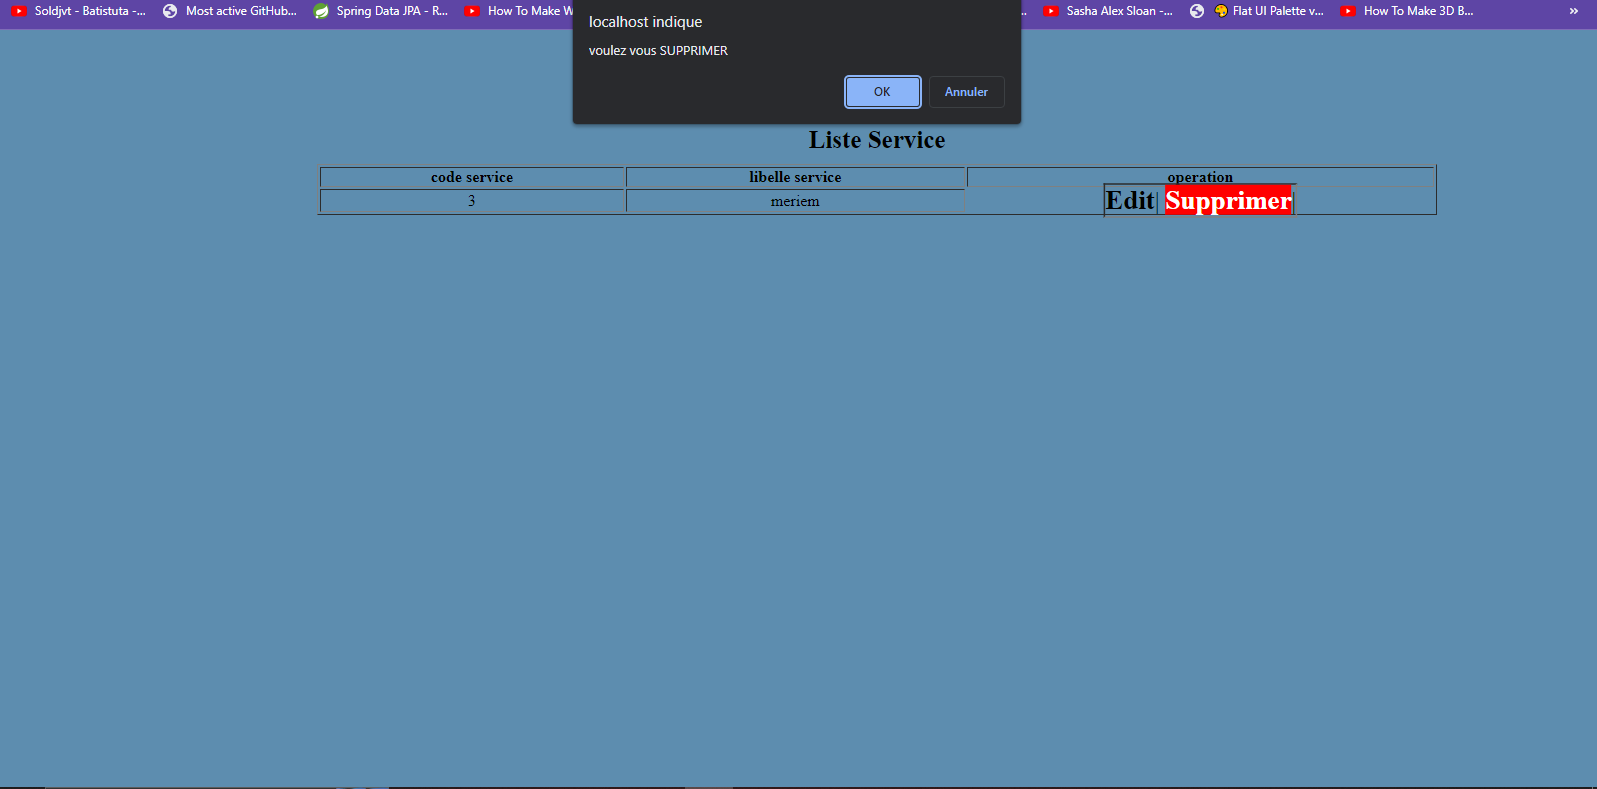 Soldjvt - Batistuta -... Most active GitHub... Spring Data JPA - R... How To Make W ... Sasha Alex Sloan -... Flat UI Palette v... How To Make 3D B... »
localhost indique
voulez vous SUPPRIMER
OK Annuler
Liste Service
code service libelle service operation
3 meriem Edit| Supprimer|